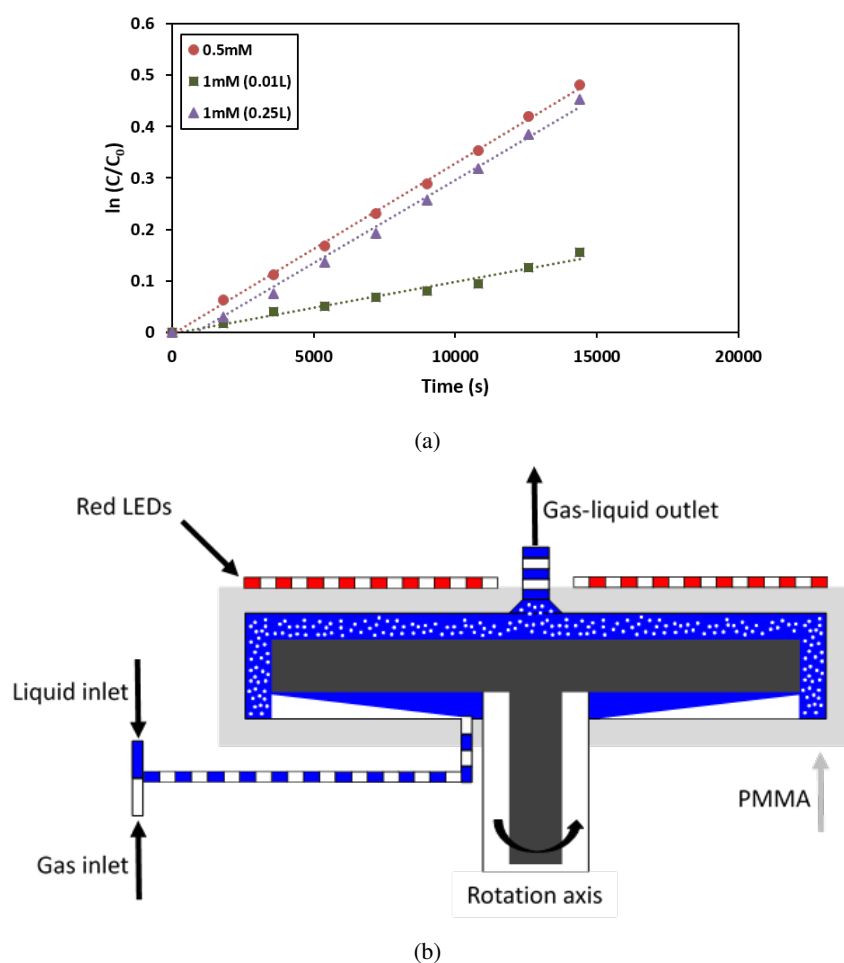 0.6
0.5
0.4
0.3
0.2
0.1
0
ln (C/C₀)
0.5mM
1mM (0.01L)
1mM (0.25L)
0 5000 10000 15000 20000
Time (s)
(a)
Red LEDs
Gas-liquid outlet
Liquid inlet
PMMA
Gas inlet
Rotation axis
(b)